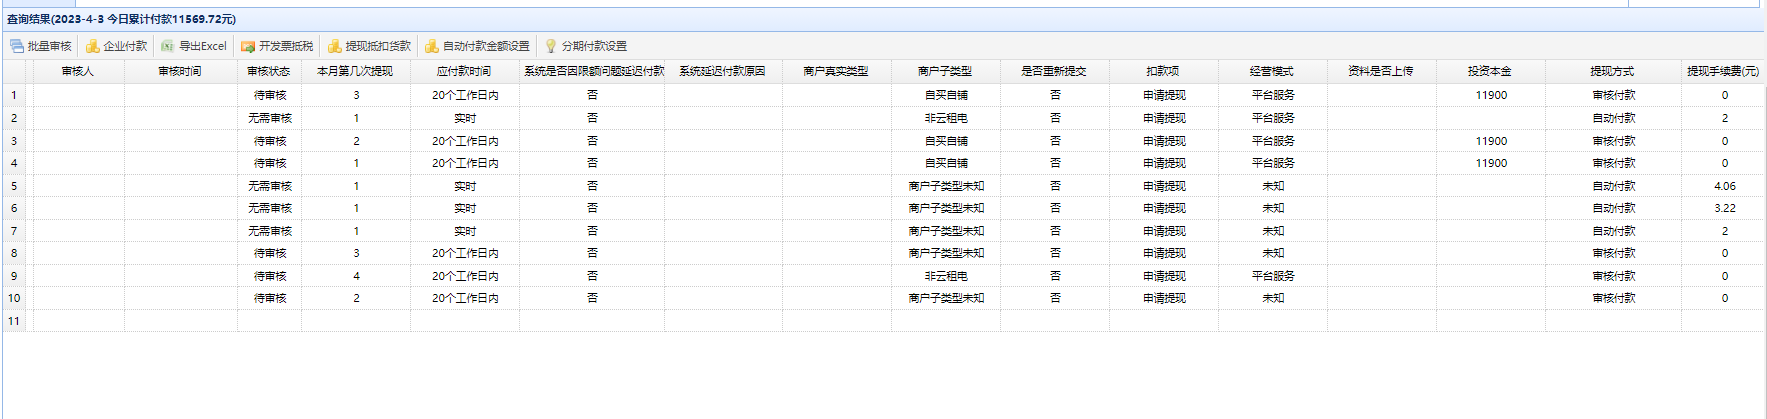 查询结果(2023-4-3 今日累计付款11569.72元)
批量审核 企业付款 导出Excel 开发票抵税 提现抵扣货款 自动付款金额设置 分期付款设置
审核人 审核时间 审核状态 本月第几次提现 应付款时间 系统是否因限额问题延迟付款 系统延迟付款原因 商户真实类型 商户子类型 是否重新提交 扣款项 经营模式 资料是否上传 投资本金 提现方式 提现手续费(元)
1 待审核 3 20个工作日内 否 自买自铺 否 申请提现 平台服务 11900 审核付款 0
2 无需审核 1 实时 否 非云租电 否 申请提现 平台服务 自动付款 2
3 待审核 2 20个工作日内 否 自买自铺 否 申请提现 平台服务 11900 审核付款 0
4 待审核 1 20个工作日内 否 自买自铺 否 申请提现 平台服务 11900 审核付款 0
5 无需审核 1 实时 否 商户子类型未知 否 申请提现 未知 自动付款 4.06
6 无需审核 1 实时 否 商户子类型未知 否 申请提现 未知 自动付款 3.22
7 无需审核 1 实时 否 商户子类型未知 否 申请提现 未知 自动付款 2
8 待审核 3 20个工作日内 否 商户子类型未知 否 申请提现 未知 审核付款 0
9 待审核 4 20个工作日内 否 非云租电 否 申请提现 平台服务 审核付款 0
10 待审核 2 20个工作日内 否 商户子类型未知 否 申请提现 未知 审核付款 0
11